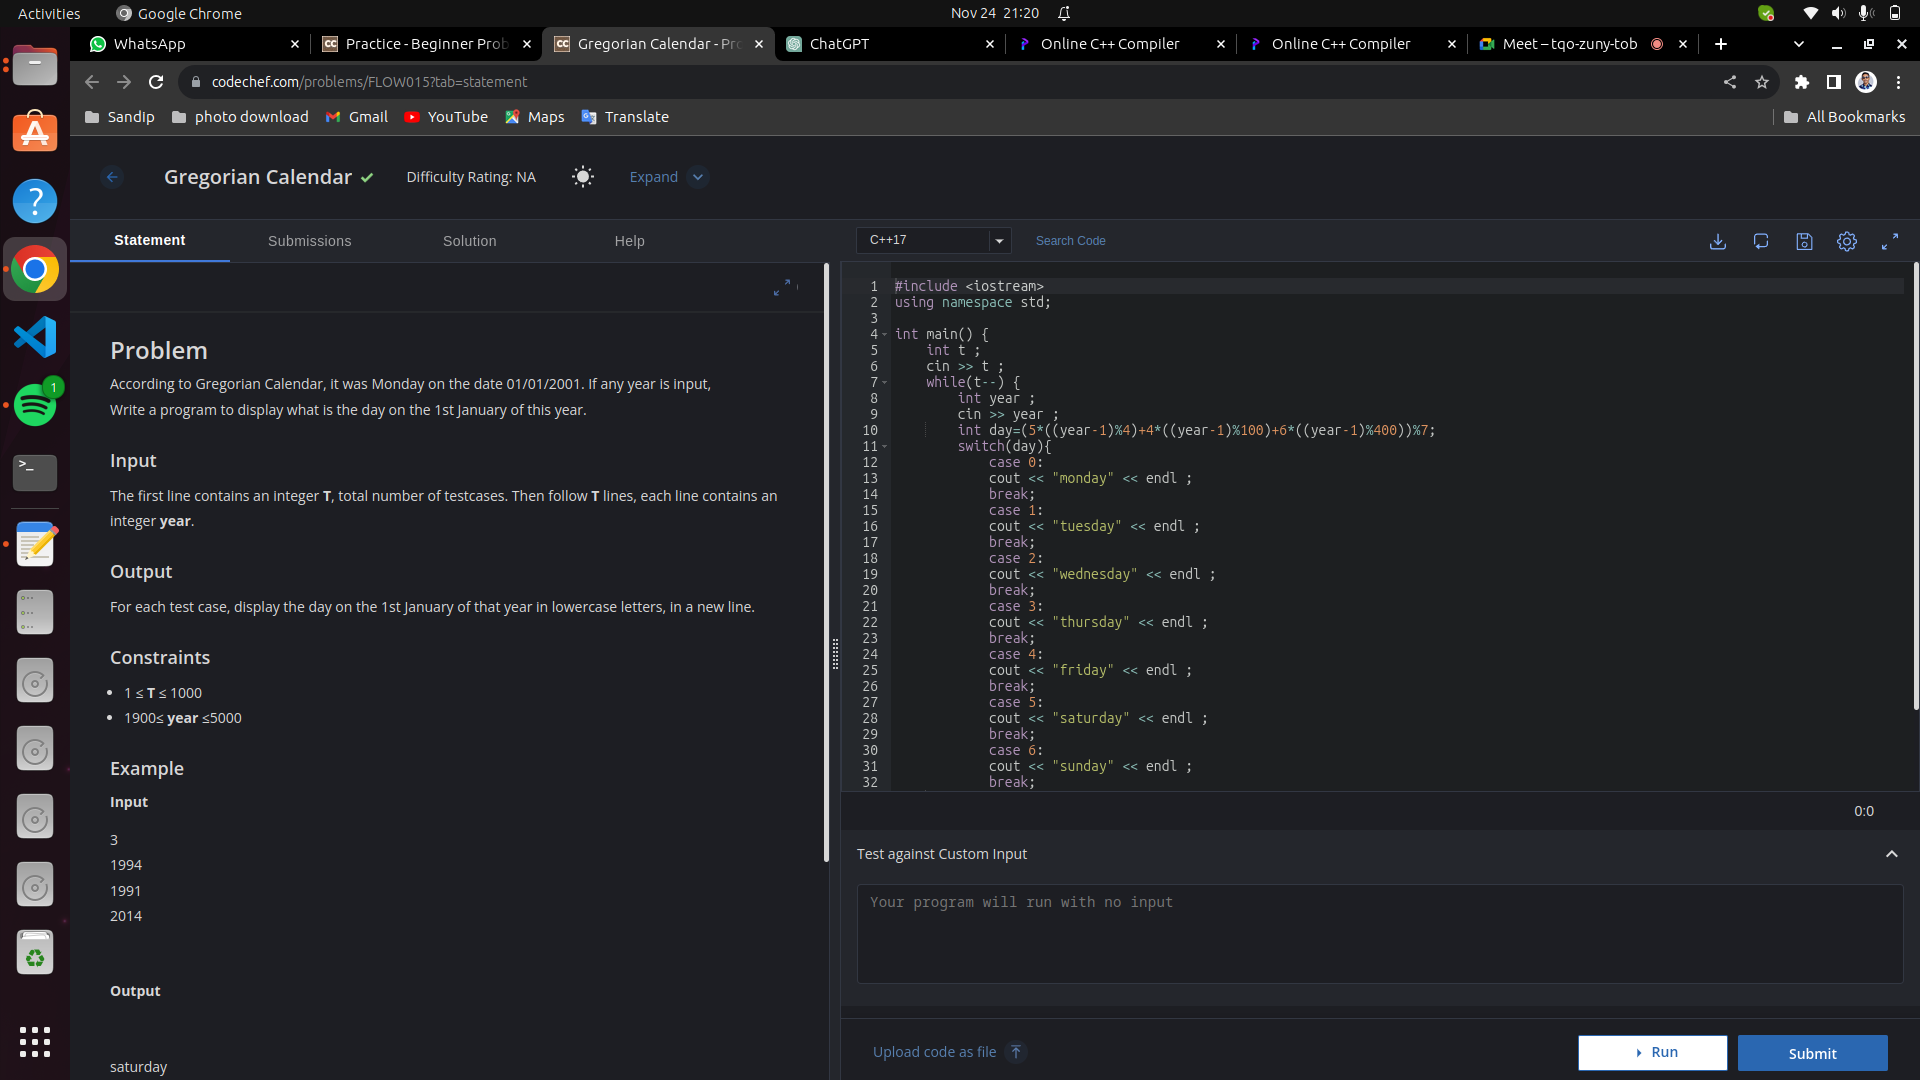 Activities
Google Chrome
Nov 24 21:20
WhatsApp
Practice - Beginner Prob
Gregorian Calendar - Pro
ChatGPT
Online C++ Compiler
Online C++ Compiler
Meet – tqo-zuny-tob
codechef.com/problems/FLOW015?tab=statement
Sandip
photo download
Gmail
YouTube
Maps
Translate
All Bookmarks
Gregorian Calendar
Difficulty Rating: NA
Expand
Statement
Submissions
Solution
Help
Problem
According to Gregorian Calendar, it was Monday on the date 01/01/2001. If any year is input,
Write a program to display what is the day on the 1st January of this year.
Input
The first line contains an integer T, total number of testcases. Then follow T lines, each line contains an
integer year.
Output
For each test case, display the day on the 1st January of that year in lowercase letters, in a new line.
Constraints
1 ≤ T ≤ 1000
1900≤ year ≤5000
Example
Input
3
1994
1991
2014
Output
saturday
C++17
Search Code
1 #include <iostream>
2 using namespace std;
3
4 int main() {
5 int t ;
6 cin >> t ;
7 while(t--) {
8 int year ;
9 cin >> year ;
10 int day=(5*((year-1)%4)+4*((year-1)%100)+6*((year-1)%400))%7;
11 switch(day){
12 case 0:
13 cout << "monday" << endl ;
14 break;
15 case 1:
16 cout << "tuesday" << endl ;
17 break;
18 case 2:
19 cout << "wednesday" << endl ;
20 break;
21 case 3:
22 cout << "thursday" << endl ;
23 break;
24 case 4:
25 cout << "friday" << endl ;
26 break;
27 case 5:
28 cout << "saturday" << endl ;
29 break;
30 case 6:
31 cout << "sunday" << endl ;
32 break;
0:0
Test against Custom Input
Your program will run with no input
Upload code as file
Run
Submit
1